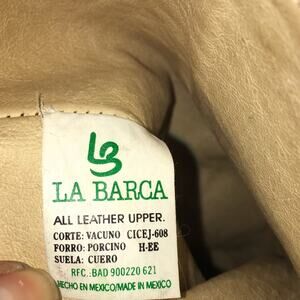 LB
LA BARCA
ALL LEATHER UPPER.
CORTE: VACUNO CICEJ-608
FORRO: PORCINO H-EE
SUELA: CUERO
RFC.:BAD 900220 621
HECHO EN MEXICO/MADE IN MEXICO